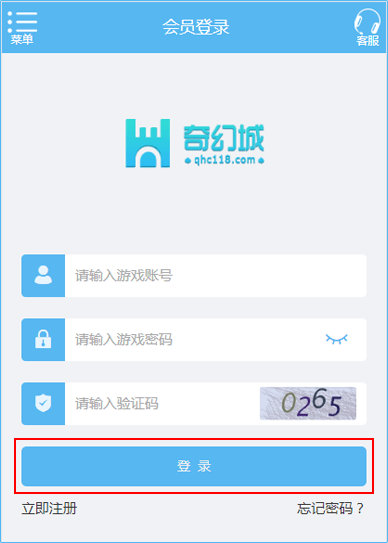 会员登录
菜单
客服
奇幻城
qhc118.com
请输入游戏账号
请输入游戏密码
请输入验证码
0265
登 录
立即注册
忘记密码？